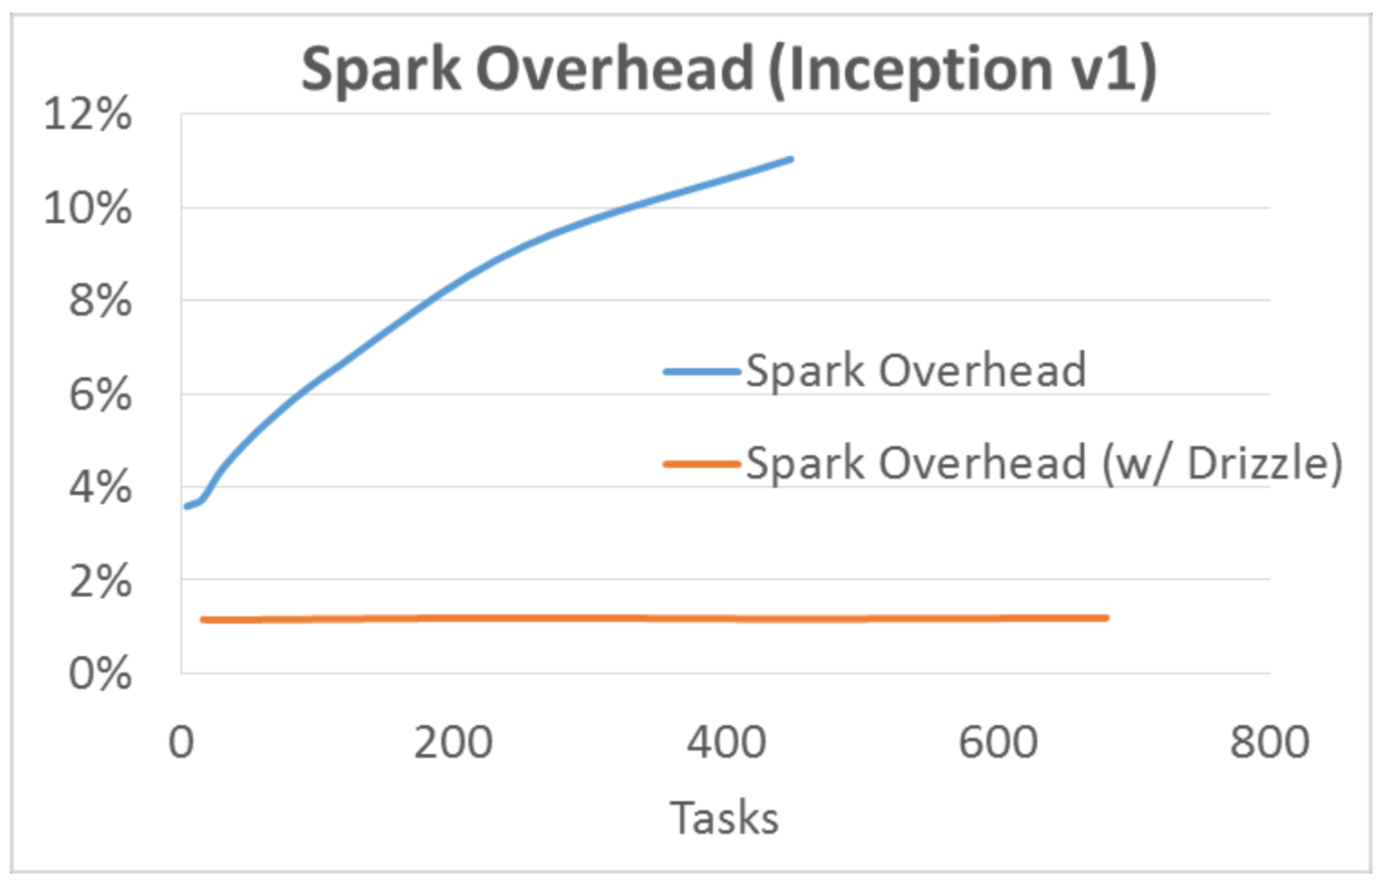 Spark Overhead (Inception v1)
12%
10%
8%
6%
4%
2%
0%
Spark Overhead
Spark Overhead (w/ Drizzle)
0 200 400 600 800
Tasks